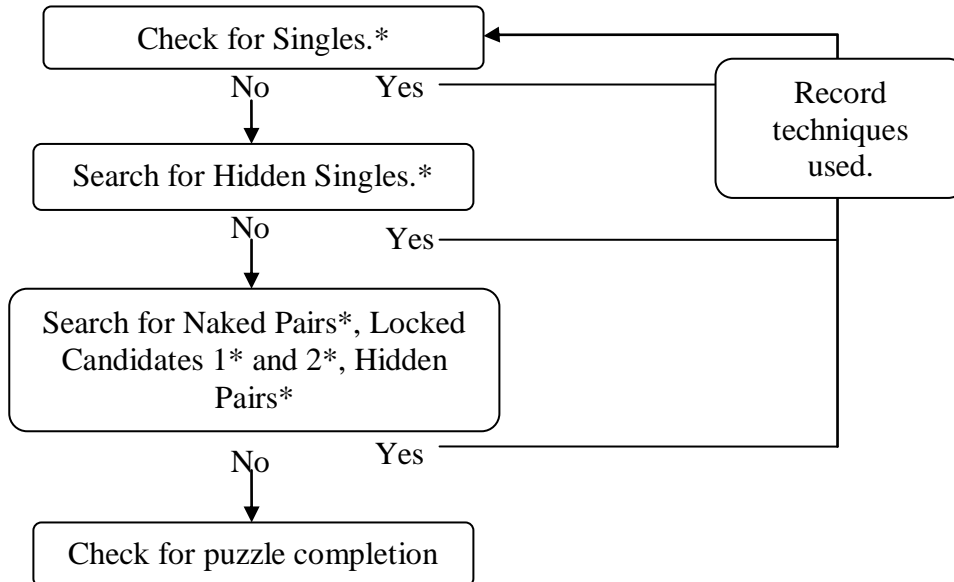 Check for Singles.*
No
Yes
Record
techniques
used.
Search for Hidden Singles.*
No
Yes
Search for Naked Pairs*, Locked
Candidates 1* and 2*, Hidden
Pairs*
No
Yes
Check for puzzle completion